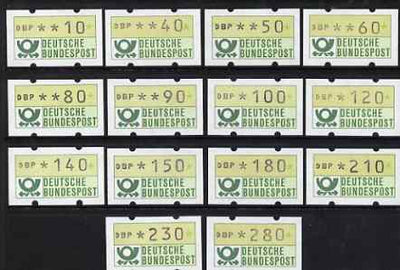 DBP **10 DBP **40 DBP **50 DBP **60
DEUTSCHE DEUTSCHE DEUTSCHE DEUTSCHE
BUNDESPOST BUNDESPOST BUNDESPOST BUNDESPOST
DBP **80 DBP **90 DBP *100 DBP *120
DEUTSCHE DEUTSCHE DEUTSCHE DEUTSCHE
BUNDESPOST BUNDESPOST BUNDESPOST BUNDESPOST
DBP *140 DBP *150 DBP *180 DBP *210
DEUTSCHE DEUTSCHE DEUTSCHE DEUTSCHE
BUNDESPOST BUNDESPOST BUNDESPOST BUNDESPOST
DBP *230 DBP *280
DEUTSCHE DEUTSCHE
BUNDESPOST BUNDESPOST